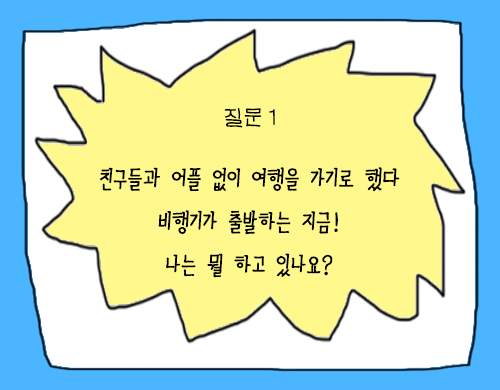 질문 1
친구들과 어플 없이 여행을 가기로 했다
비행기가 출발하는 지금!
나는 뭘 하고 있나요?